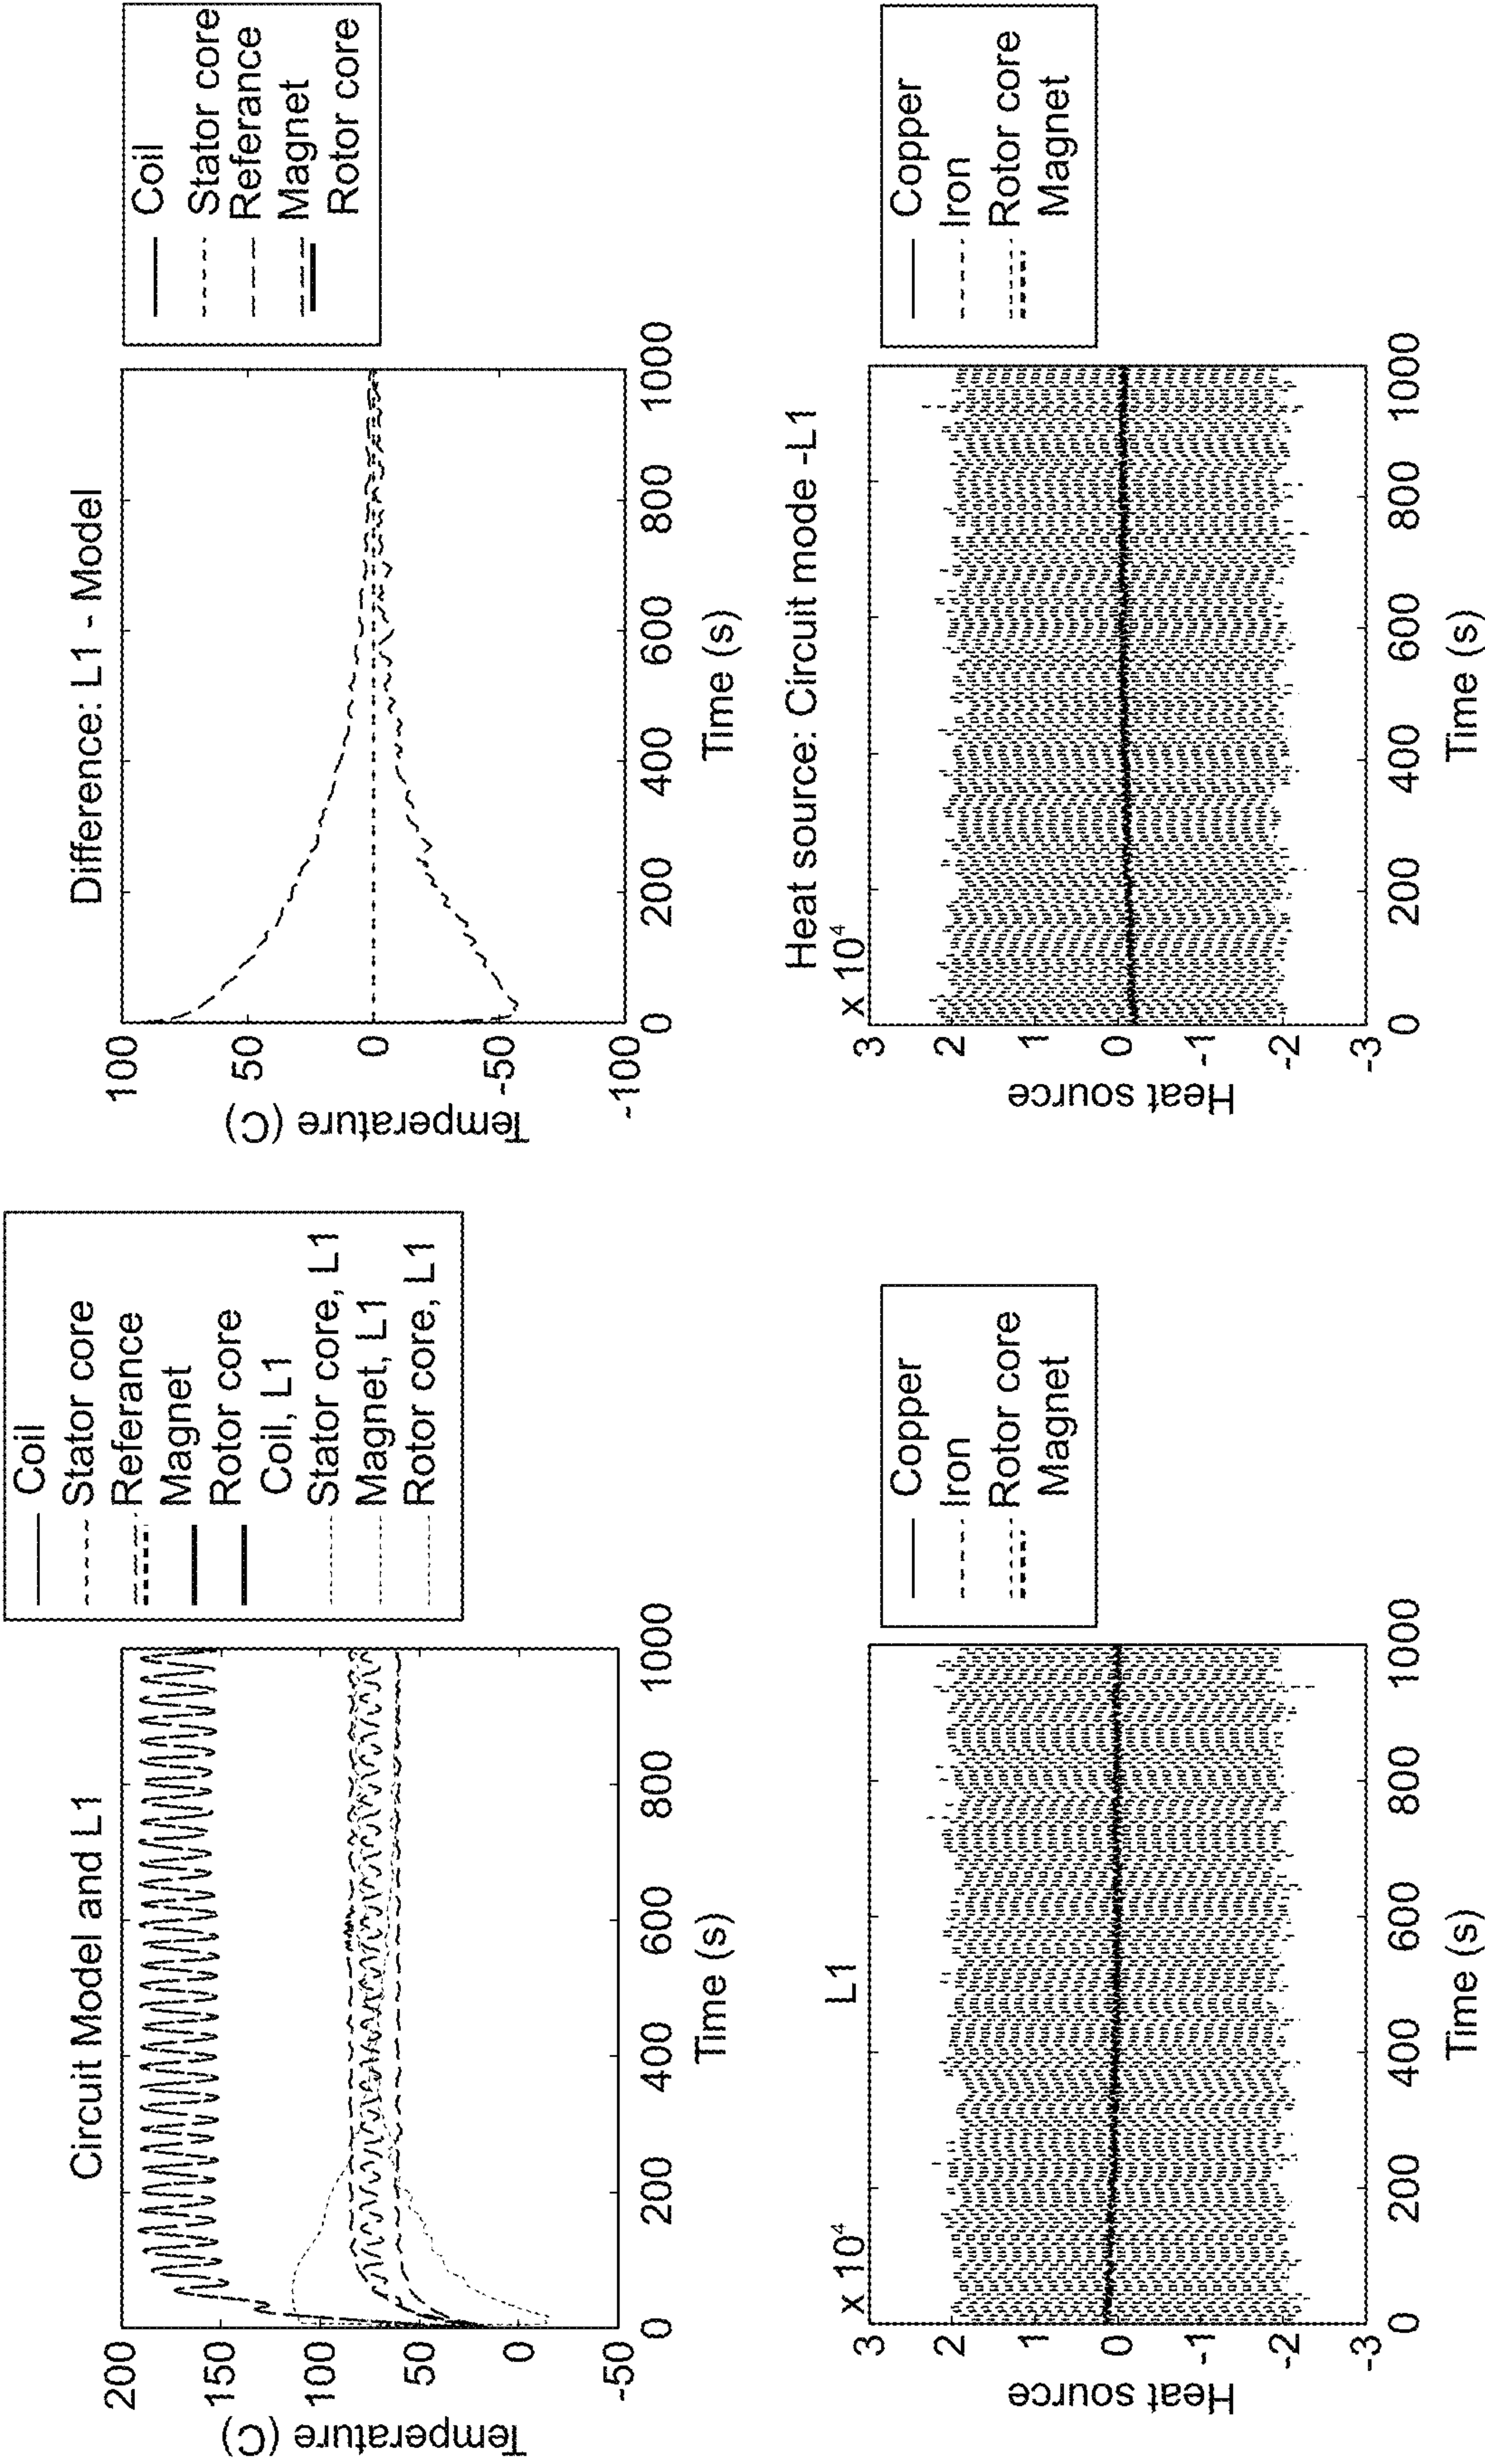 Circuit Model and L1
200
150
100
50
0
-50
Temperature (C)
0
200
400
600
800
1000
Time (s)
Coil
Stator core
Referance
Magnet
Rotor core
Coil, L1
Stator core, L1
Magnet, L1
Rotor core, L1
Difference: L1 - Model
100
50
0
-50
-100
Temperature (C)
0
200
400
600
800
1000
Time (s)
Coil
Stator core
Referance
Magnet
Rotor core
L1
x 10⁴
3
2
1
0
-1
-2
-3
Heat source
0
200
400
600
800
1000
Time (s)
Copper
Iron
Rotor core
Magnet
Heat source: Circuit mode -L1
x 10⁴
3
2
1
0
-1
-2
-3
Heat source
0
200
400
600
800
1000
Time (s)
Copper
Iron
Rotor core
Magnet